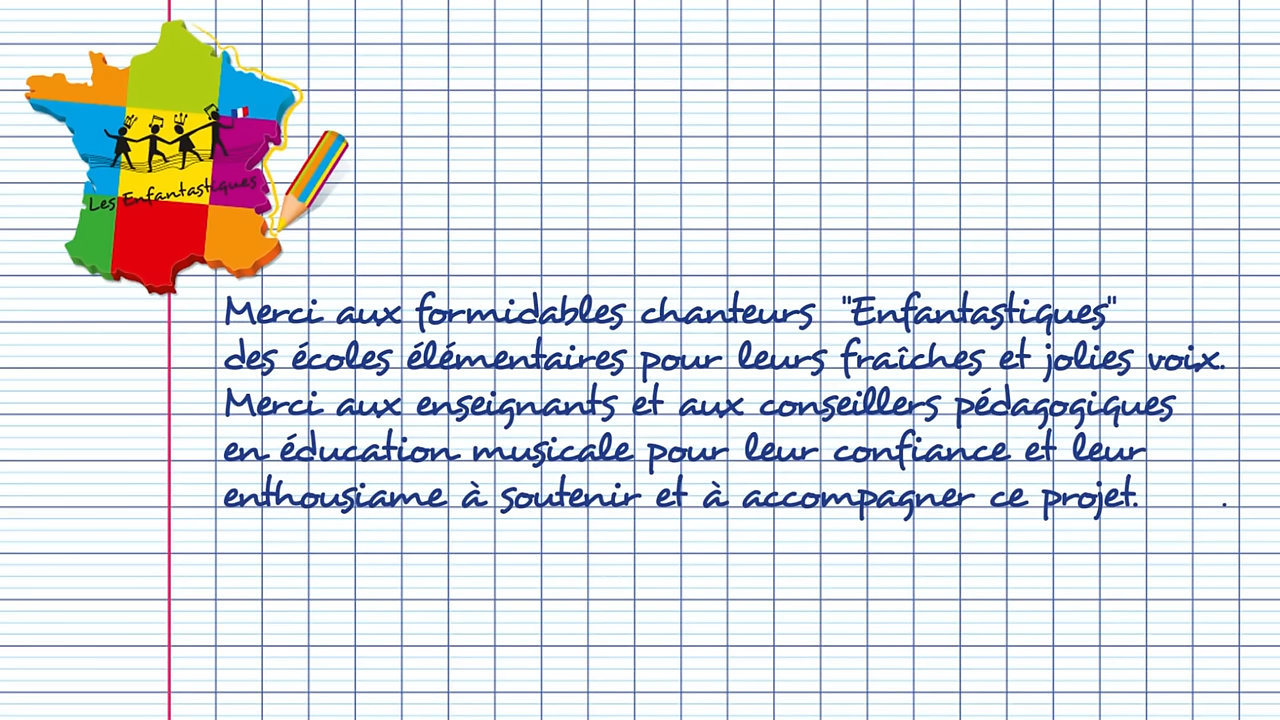 Les Enfantastiques
Merci aux formidables chanteurs "Enfantastiques"
des écoles élémentaires pour leurs fraîches et jolies voix.
Merci aux enseignants et aux conseillers pédagogiques
en éducation musicale pour leur confiance et leur
enthousiame à soutenir et à accompagner ce projet. .